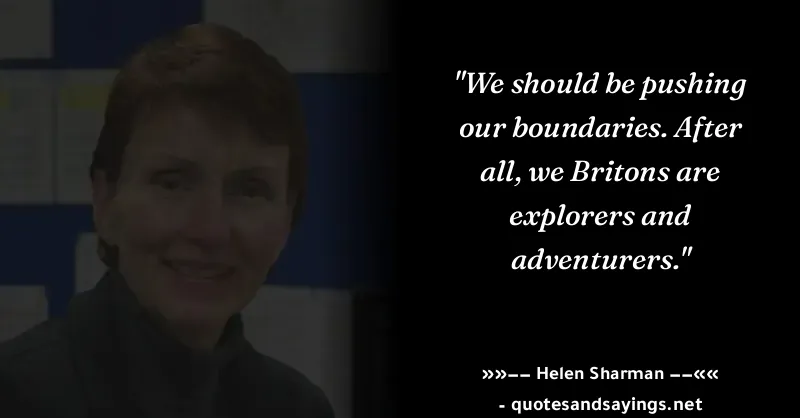 "We should be pushing
our boundaries. After
all, we Britons are
explorers and
adventurers."
»»–– Helen Sharman ––««
- quotesandsayings.net